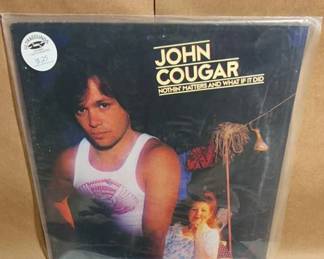 JOHN
COUGAR
NOTHIN' MATTERS AND WHAT IF IT DID